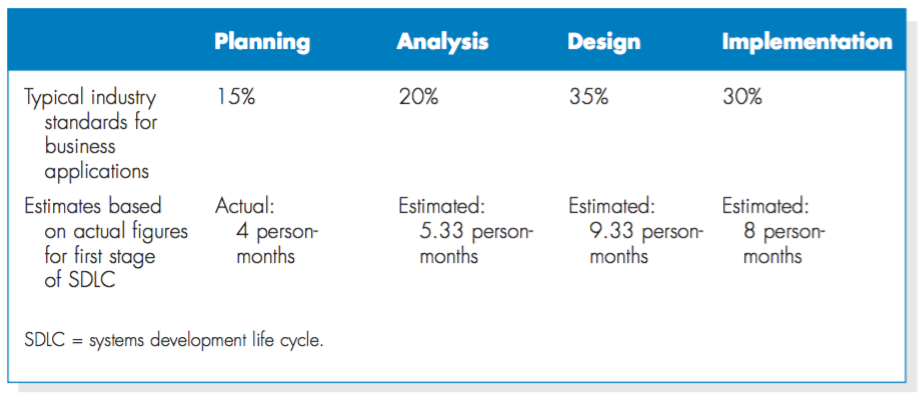 Planning Analysis Design Implementation
Typical industry 15% 20% 35% 30%
standards for
business
applications
Estimates based Actual: Estimated: Estimated: Estimated:
on actual figures 4 person- 5.33 person- 9.33 person- 8 person-
for first stage months months months months
of SDLC
SDLC = systems development life cycle.